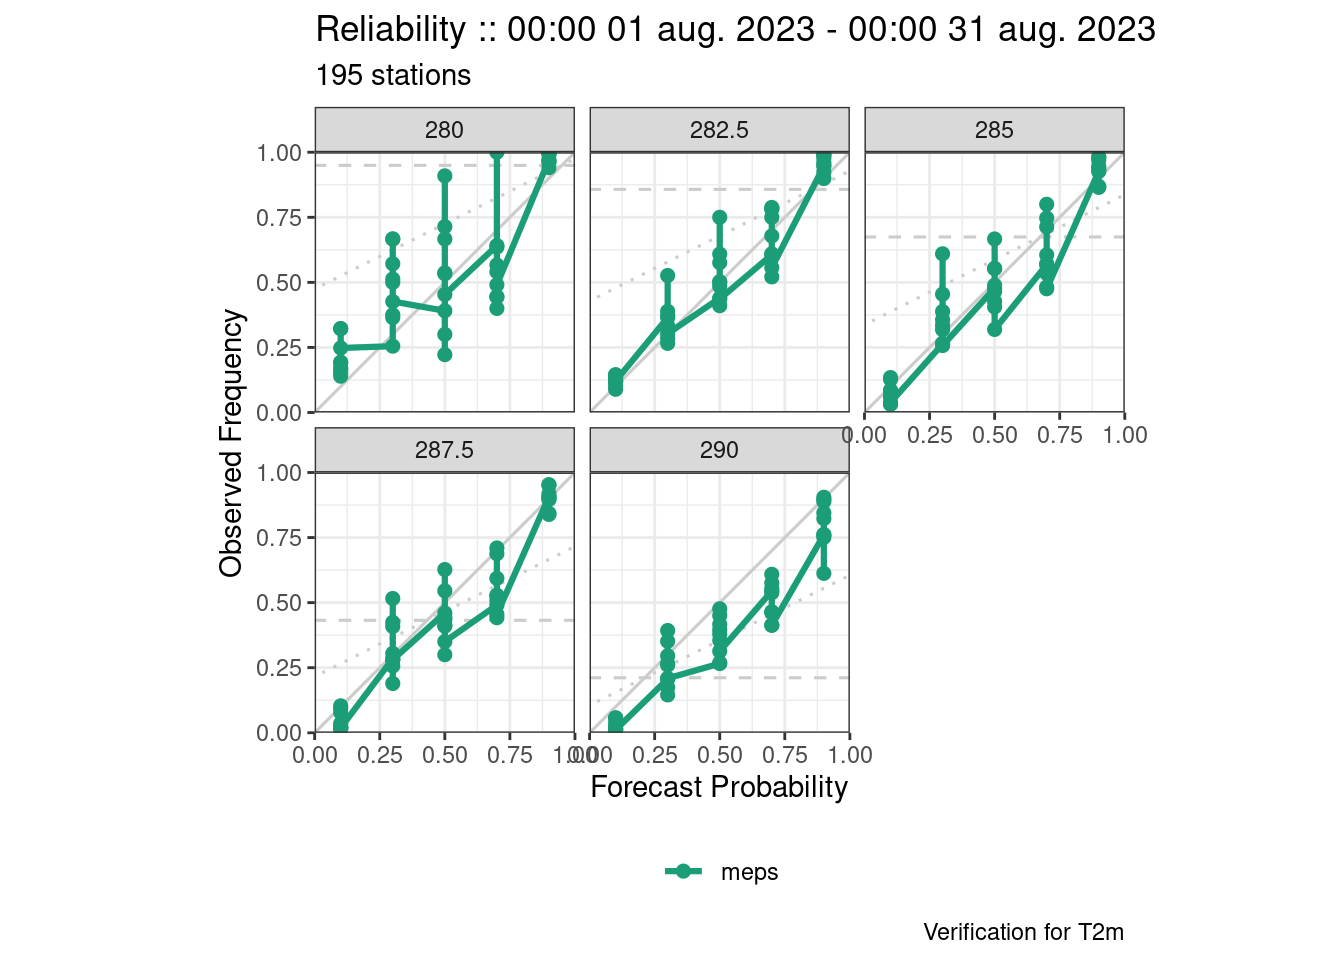 Reliability :: 00:00 01 aug. 2023 - 00:00 31 aug. 2023
195 stations
280 282.5 285
1.00
0.75
0.50
0.25
0.00
0.00 0.25 0.50 0.75 1.00
Observed Frequency
287.5 290
1.00
0.75
0.50
0.25
0.00
0.00 0.25 0.50 0.75 1.00 0.00 0.25 0.50 0.75 1.00
Forecast Probability
meps
Verification for T2m